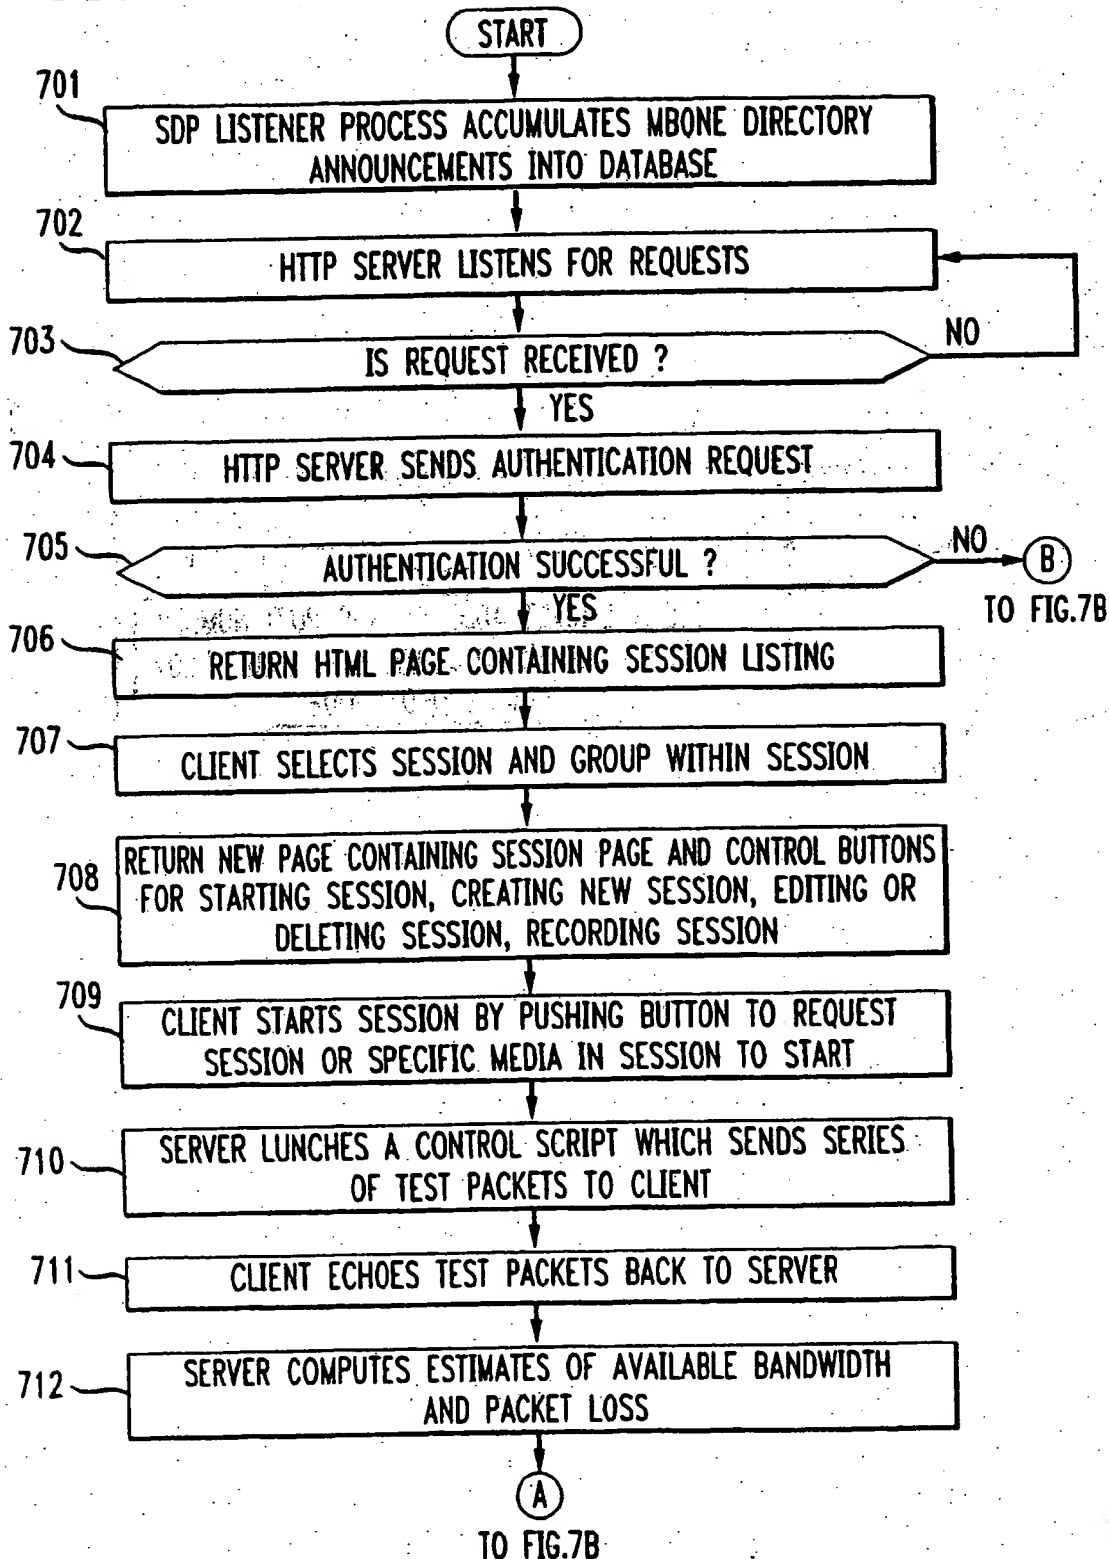 START
701
SDP LISTENER PROCESS ACCUMULATES MBONE DIRECTORY
ANNOUNCEMENTS INTO DATABASE
702
HTTP SERVER LISTENS FOR REQUESTS
703
IS REQUEST RECEIVED ?
NO
YES
704
HTTP SERVER SENDS AUTHENTICATION REQUEST
705
AUTHENTICATION SUCCESSFUL ?
NO
B
TO FIG.7B
YES
706
RETURN HTML PAGE CONTAINING SESSION LISTING
707
CLIENT SELECTS SESSION AND GROUP WITHIN SESSION
708
RETURN NEW PAGE CONTAINING SESSION PAGE AND CONTROL BUTTONS
FOR STARTING SESSION, CREATING NEW SESSION, EDITING OR
DELETING SESSION, RECORDING SESSION
709
CLIENT STARTS SESSION BY PUSHING BUTTON TO REQUEST
SESSION OR SPECIFIC MEDIA IN SESSION TO START
710
SERVER LUNCHES A CONTROL SCRIPT WHICH SENDS SERIES
OF TEST PACKETS TO CLIENT
711
CLIENT ECHOES TEST PACKETS BACK TO SERVER
712
SERVER COMPUTES ESTIMATES OF AVAILABLE BANDWIDTH
AND PACKET LOSS
A
TO FIG.7B